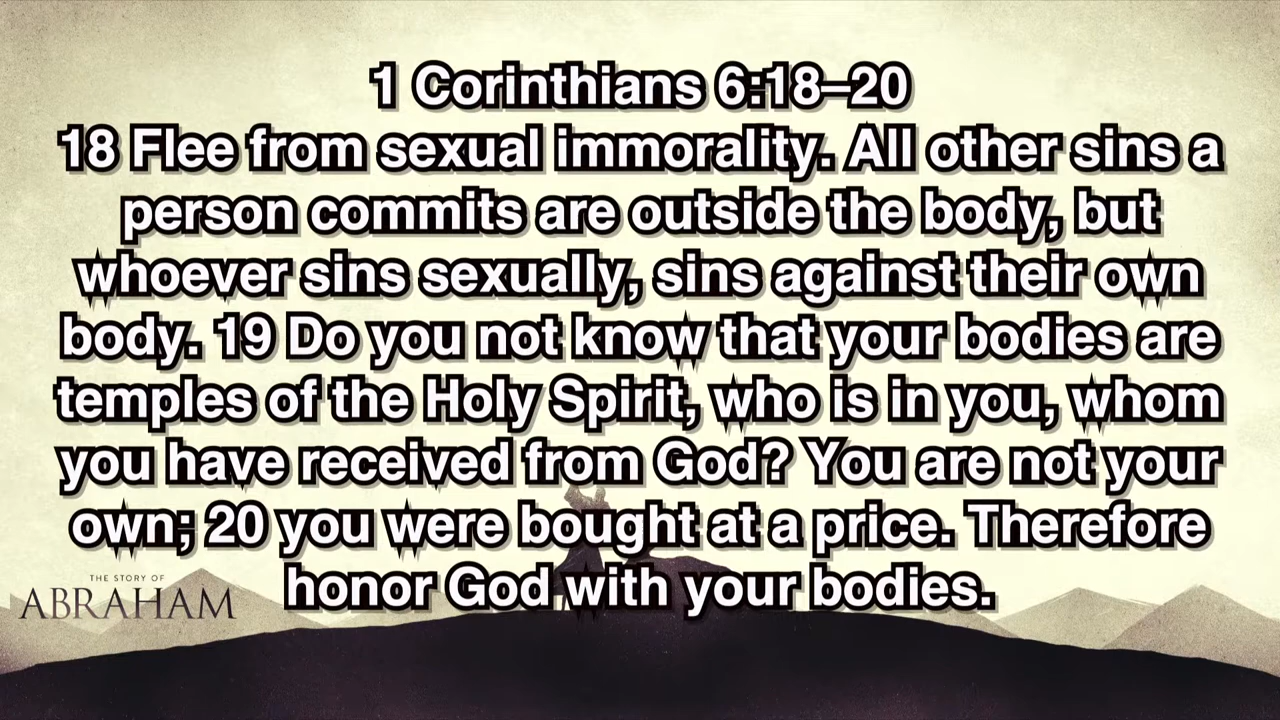 1 Corinthians 6:18–20
18 Flee from sexual immorality. All other sins a
person commits are outside the body, but
whoever sins sexually, sins against their own
body. 19 Do you not know that your bodies are
temples of the Holy Spirit, who is in you, whom
you have received from God? You are not your
own; 20 you were bought at a price. Therefore
honor God with your bodies.
THE STORY OF
ABRAHAM